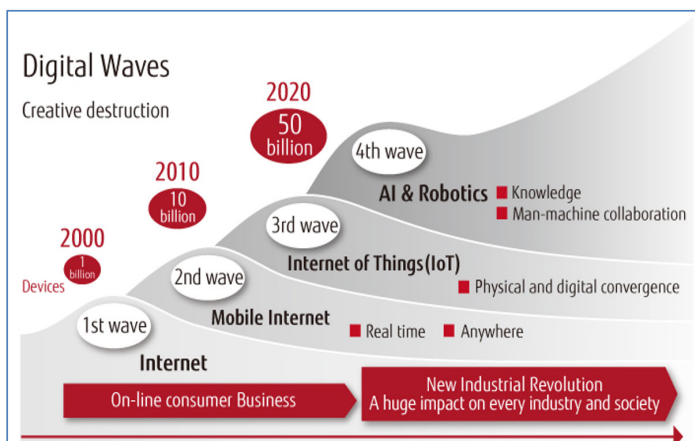 Digital Waves
Creative destruction
2020
50
billion
4th wave
2010
10
billion
AI & Robotics
Knowledge
Man-machine collaboration
3rd wave
2000
1
billion
Internet of Things(IoT)
Devices
2nd wave
Physical and digital convergence
Mobile Internet
Real time
Anywhere
1st wave
Internet
On-line consumer Business
New Industrial Revolution
A huge impact on every industry and society